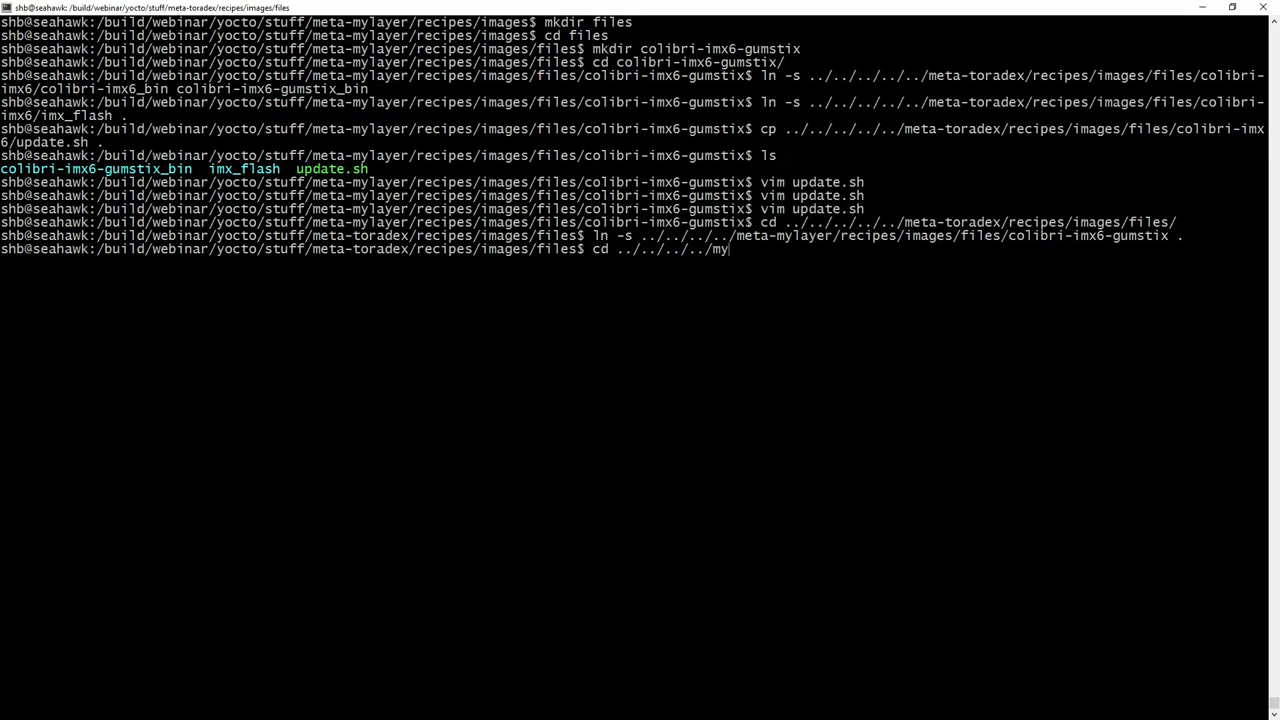 shb@seahawk: /build/webinar/yocto/stuff/meta-toradex/recipes/images/files
shb@seahawk:/build/webinar/yocto/stuff/meta-mylayer/recipes/images$ mkdir files
shb@seahawk:/build/webinar/yocto/stuff/meta-mylayer/recipes/images$ cd files
shb@seahawk:/build/webinar/yocto/stuff/meta-mylayer/recipes/images/files$ mkdir colibri-imx6-gumstix
shb@seahawk:/build/webinar/yocto/stuff/meta-mylayer/recipes/images/files$ cd colibri-imx6-gumstix/
shb@seahawk:/build/webinar/yocto/stuff/meta-mylayer/recipes/images/files/colibri-imx6-gumstix$ ln -s ../../../../../meta-toradex/recipes/images/files/colibri-
imx6/colibri-imx6_bin colibri-imx6-gumstix_bin
shb@seahawk:/build/webinar/yocto/stuff/meta-mylayer/recipes/images/files/colibri-imx6-gumstix$ ln -s ../../../../../meta-toradex/recipes/images/files/colibri-
imx6/imx_flash .
shb@seahawk:/build/webinar/yocto/stuff/meta-mylayer/recipes/images/files/colibri-imx6-gumstix$ cp ../../../../../meta-toradex/recipes/images/files/colibri-imx
6/update.sh .
shb@seahawk:/build/webinar/yocto/stuff/meta-mylayer/recipes/images/files/colibri-imx6-gumstix$ ls
colibri-imx6-gumstix_bin imx_flash update.sh
shb@seahawk:/build/webinar/yocto/stuff/meta-mylayer/recipes/images/files/colibri-imx6-gumstix$ vim update.sh
shb@seahawk:/build/webinar/yocto/stuff/meta-mylayer/recipes/images/files/colibri-imx6-gumstix$ vim update.sh
shb@seahawk:/build/webinar/yocto/stuff/meta-mylayer/recipes/images/files/colibri-imx6-gumstix$ vim update.sh
shb@seahawk:/build/webinar/yocto/stuff/meta-mylayer/recipes/images/files/colibri-imx6-gumstix$ cd ../../../../../meta-toradex/recipes/images/files/
shb@seahawk:/build/webinar/yocto/stuff/meta-toradex/recipes/images/files$ ln -s ../../../../meta-mylayer/recipes/images/files/colibri-imx6-gumstix .
shb@seahawk:/build/webinar/yocto/stuff/meta-toradex/recipes/images/files$ cd ../../../../my